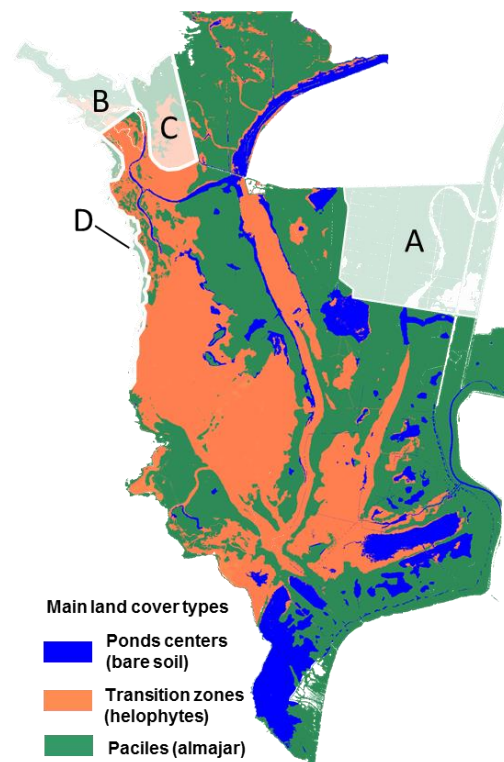 B
C
D
A
Main land cover types
Ponds centers
(bare soil)
Transition zones
(helophytes)
Paciles (almajar)